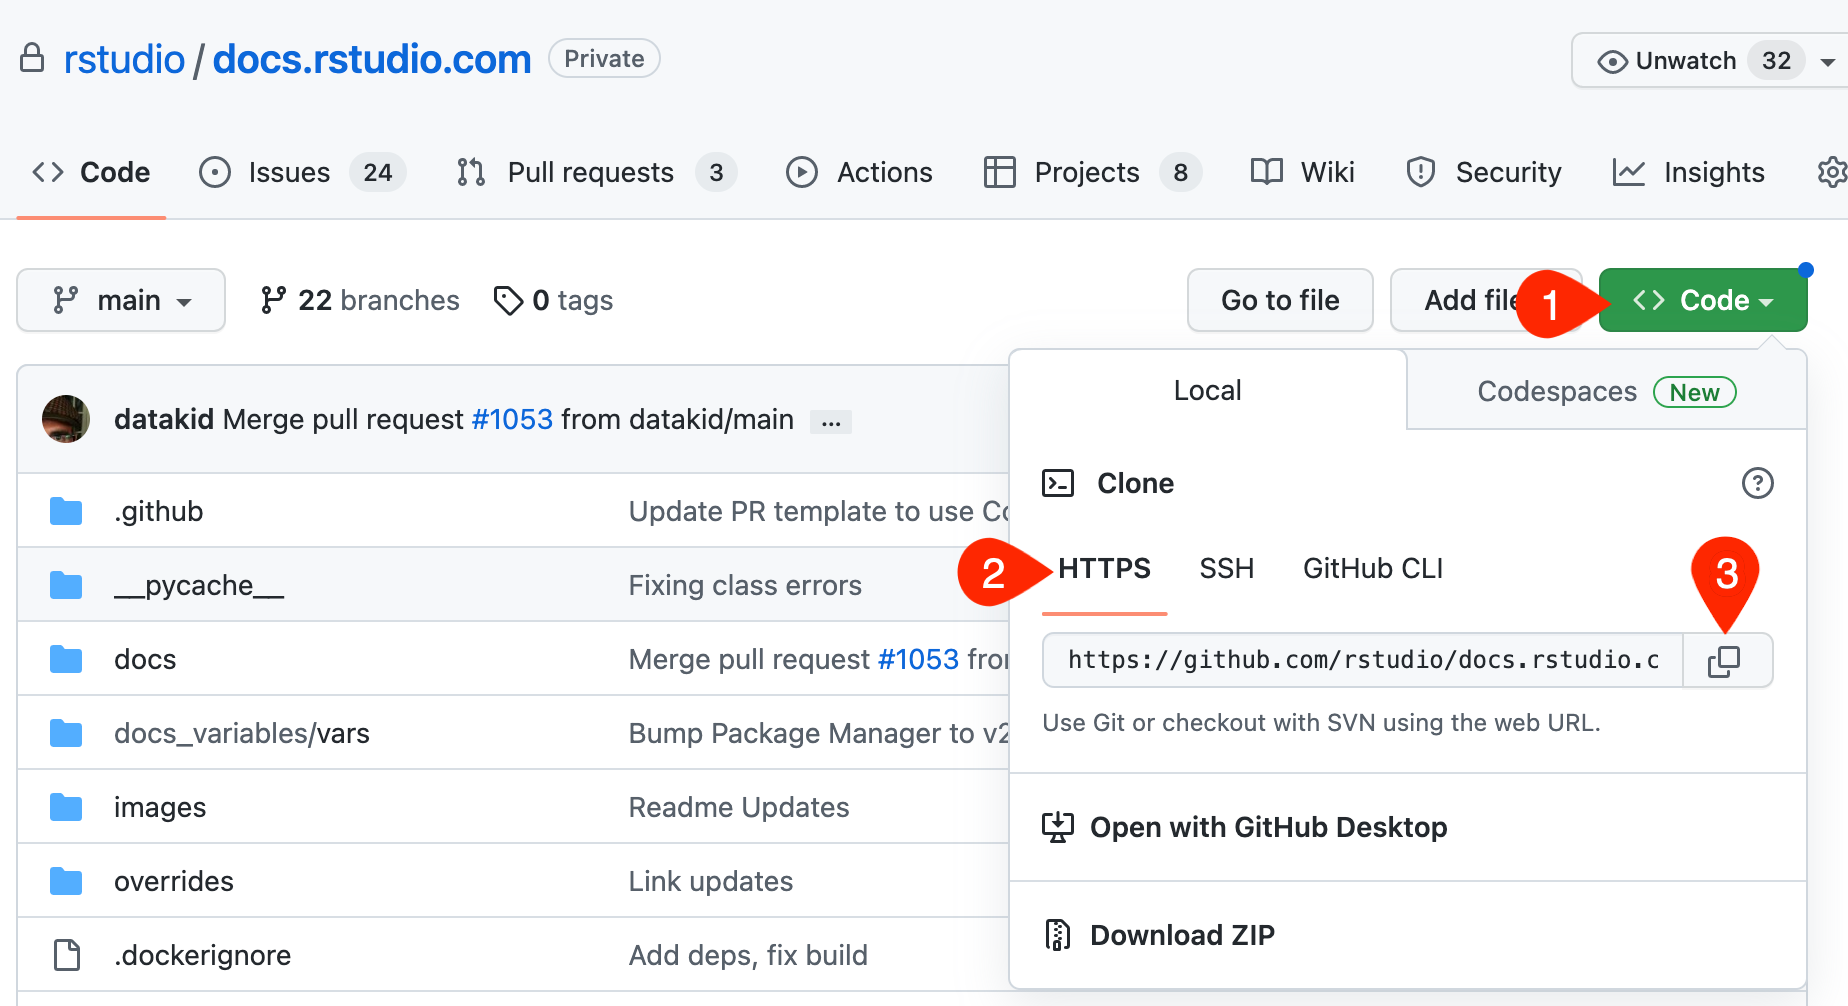 rstudio / docs.rstudio.com Private
Unwatch 32
Code Issues 24 Pull requests 3 Actions Projects 8 Wiki Security Insights
main 22 branches 0 tags Go to file Add file 1 Code
datakid Merge pull request #1053 from datakid/main ...
.github Update PR template to use
__pycache__ Fixing class errors
docs Merge pull request #1053
docs_variables/vars Bump Package Manager to
images Readme Updates
overrides Link updates
.dockerignore Add deps, fix build
Local Codespaces New
Clone
2 HTTPS SSH GitHub CLI 3
https://github.com/rstudio/docs.rstudio.c
Use Git or checkout with SVN using the web URL.
Open with GitHub Desktop
Download ZIP